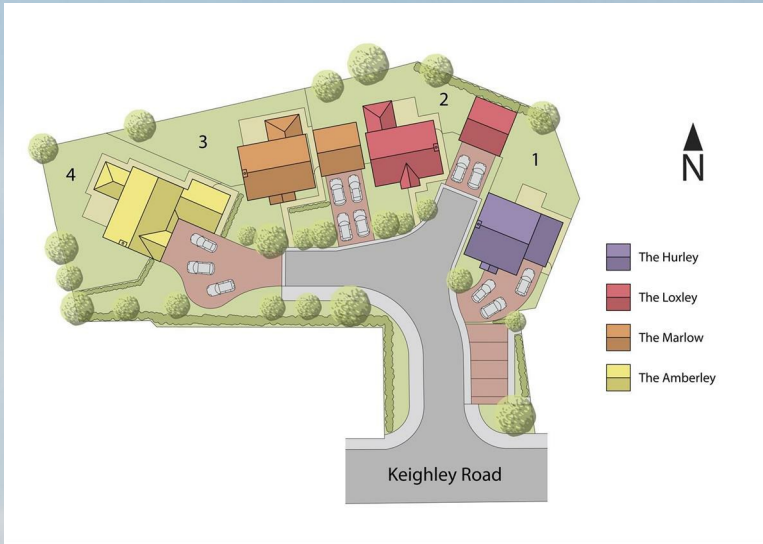 2
3
1
4
N
The Hurley
The Loxley
The Marlow
The Amberley
Keighley Road